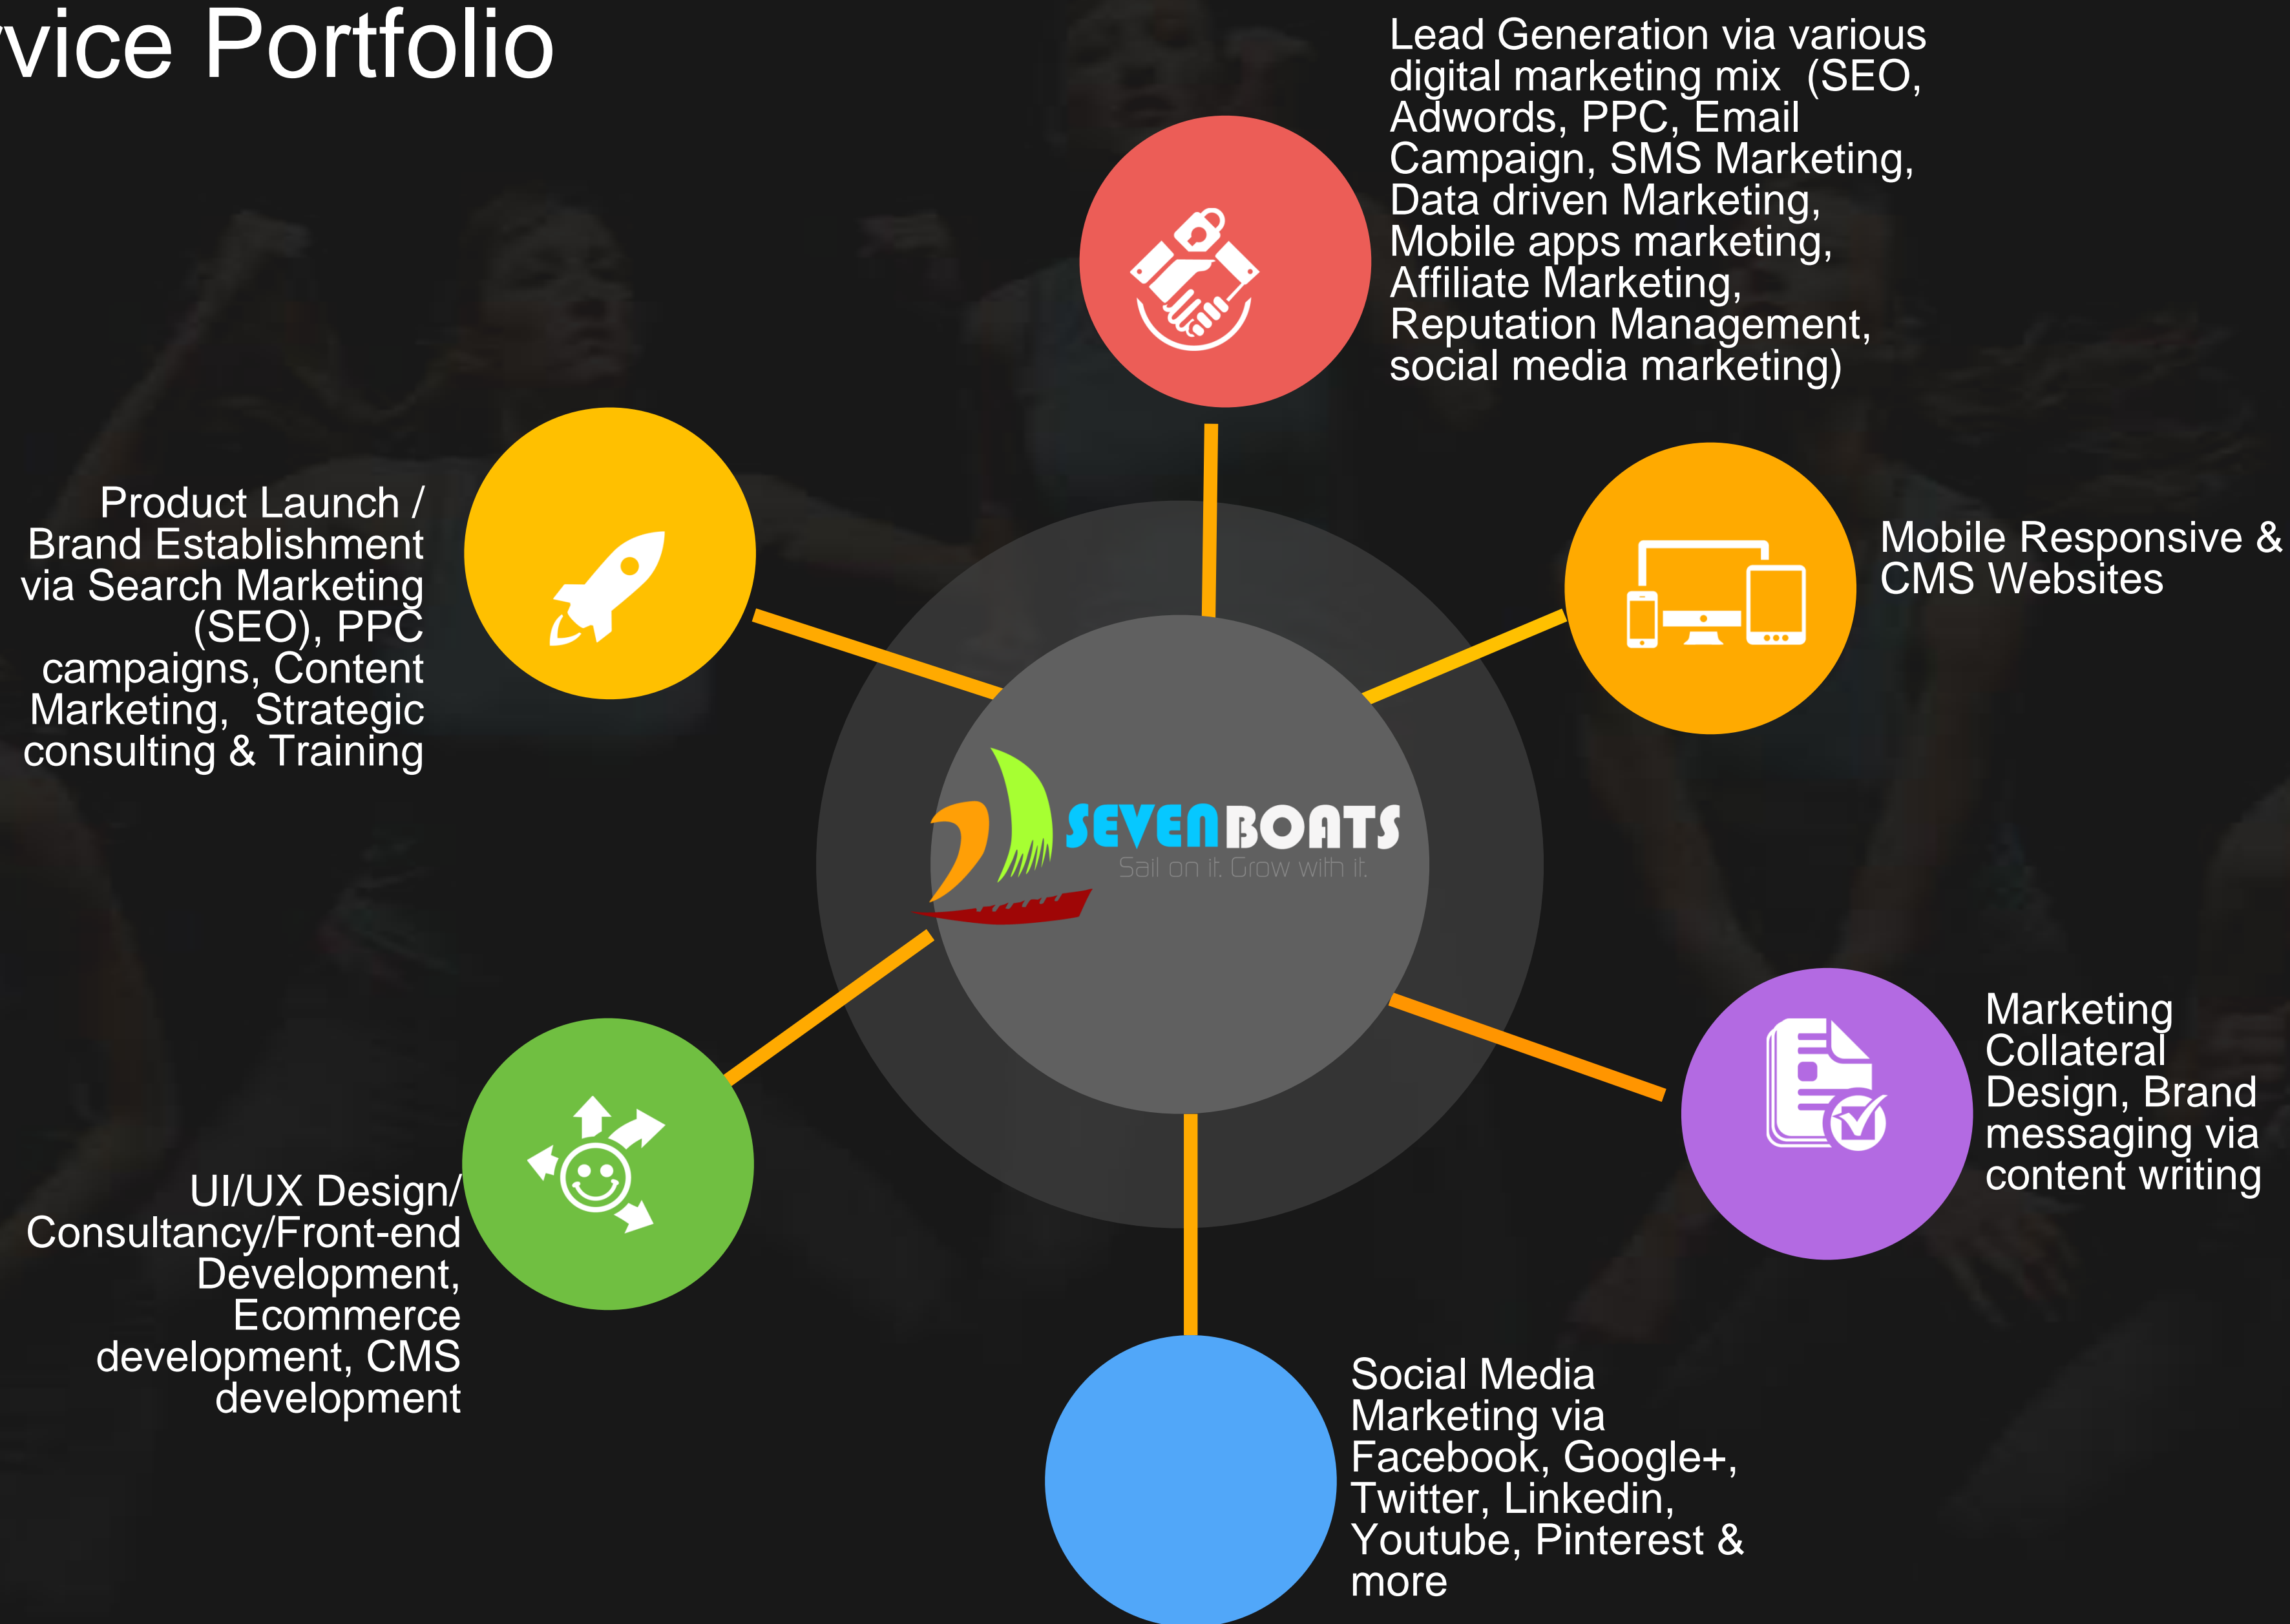 vice Portfolio
Lead Generation via various
digital marketing mix  (SEO,
Adwords, PPC, Email
Campaign, SMS Marketing,
Data driven Marketing,
Mobile apps marketing,
Affiliate Marketing,
Reputation Management,
social media marketing)
Product Launch /
Brand Establishment
via Search Marketing
(SEO), PPC
campaigns, Content
Marketing,  Strategic
consulting & Training
Mobile Responsive &
CMS Websites
SEVENBOATS
Sail on it. Grow with it.
Marketing
Collateral
Design, Brand
messaging via
content writing
UI/UX Design/
Consultancy/Front-end
Development,
Ecommerce
development, CMS
development
Social Media
Marketing via
Facebook, Google+,
Twitter, Linkedin,
Youtube, Pinterest &
more